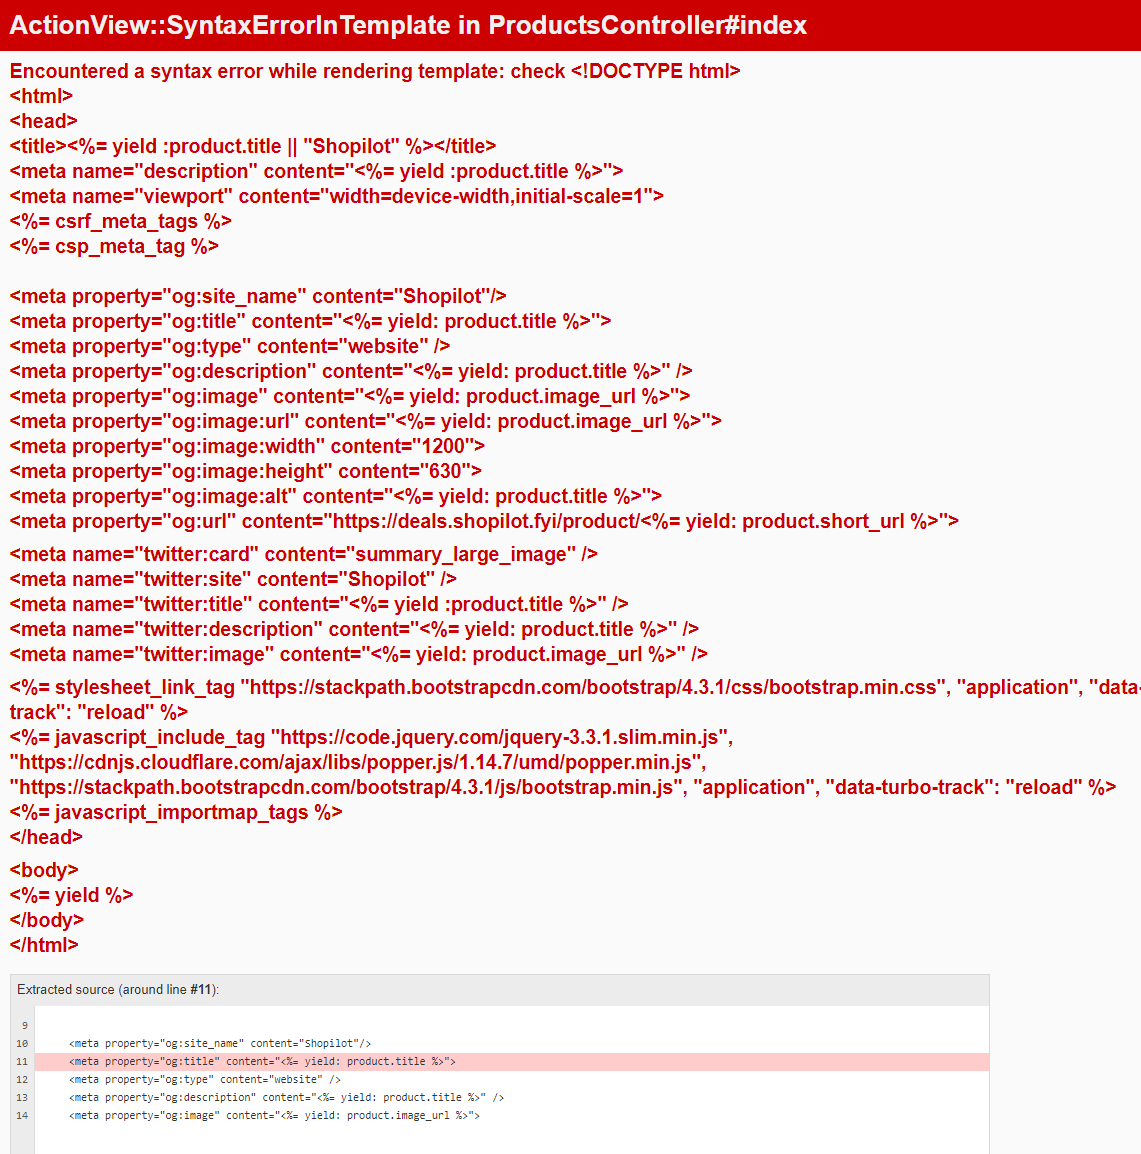 ActionView::SyntaxErrorInTemplate in ProductsController#index
Encountered a syntax error while rendering template: check <!DOCTYPE html>
<html>
<head>
<title><%= yield :product.title || "Shopilot" %></title>
<meta name="description" content="<%= yield :product.title %>">
<meta name="viewport" content="width=device-width,initial-scale=1">
<%= csrf_meta_tags %>
<%= csp_meta_tag %>
<meta property="og:site_name" content="Shopilot"/>
<meta property="og:title" content="<%= yield: product.title %>">
<meta property="og:type" content="website" />
<meta property="og:description" content="<%= yield: product.title %>" />
<meta property="og:image" content="<%= yield: product.image_url %>">
<meta property="og:image:url" content="<%= yield: product.image_url %>">
<meta property="og:image:width" content="1200">
<meta property="og:image:height" content="630">
<meta property="og:image:alt" content="<%= yield: product.title %>">
<meta property="og:url" content="https://deals.shopilot.fyi/product/<%= yield: product.short_url %>">
<meta name="twitter:card" content="summary_large_image" />
<meta name="twitter:site" content="Shopilot" />
<meta name="twitter:title" content="<%= yield :product.title %>" />
<meta name="twitter:description" content="<%= yield: product.title %>" />
<meta name="twitter:image" content="<%= yield: product.image_url %>" />
<%= stylesheet_link_tag "https://stackpath.bootstrapcdn.com/bootstrap/4.3.1/css/bootstrap.min.css", "application", "data-
track": "reload" %>
<%= javascript_include_tag "https://code.jquery.com/jquery-3.3.1.slim.min.js",
"https://cdnjs.cloudflare.com/ajax/libs/popper.js/1.14.7/umd/popper.min.js",
"https://stackpath.bootstrapcdn.com/bootstrap/4.3.1/js/bootstrap.min.js", "application", "data-turbo-track": "reload" %>
<%= javascript_importmap_tags %>
</head>
<body>
<%= yield %>
</body>
</html>
Extracted source (around line #11):
9
10 <meta property="og:site_name" content="Shopilot"/>
11 <meta property="og:title" content="<%= yield: product.title %>">
12 <meta property="og:type" content="website" />
13 <meta property="og:description" content="<%= yield: product.title %>" />
14 <meta property="og:image" content="<%= yield: product.image_url %>">